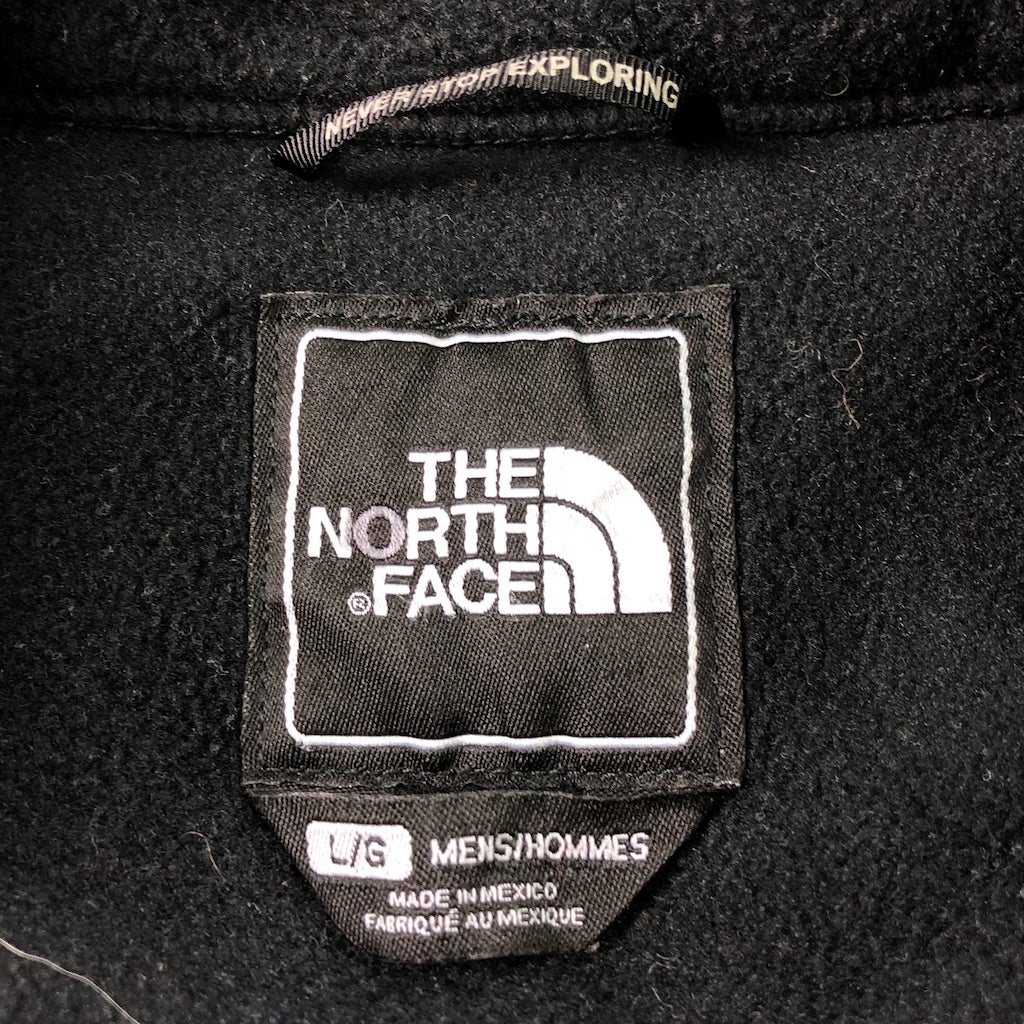 NEVER STOP EXPLORING
THE
NORTH
®FACE
L/G MENS/HOMMES
MADE IN MEXICO
FABRIQUÉ AU MEXIQUE